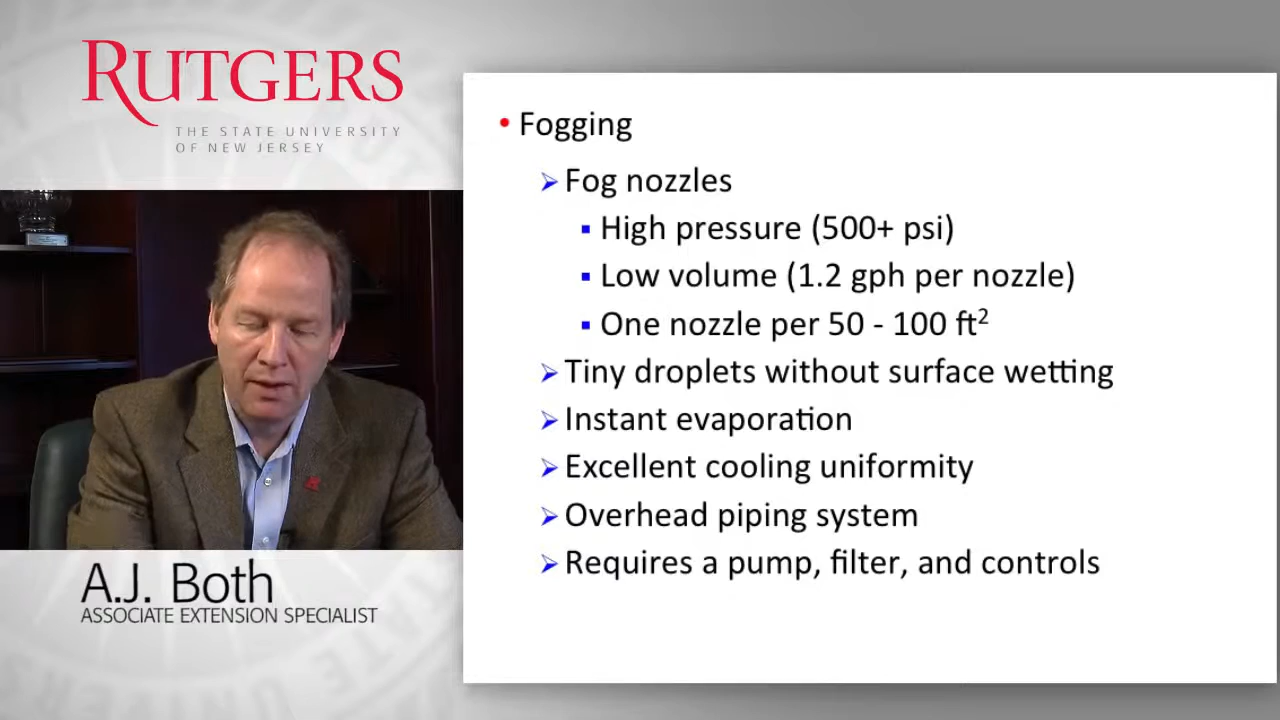 RUTGERS
THE STATE UNIVERSITY
OF NEW JERSEY
• Fogging
➢ Fog nozzles
▪ High pressure (500+ psi)
▪ Low volume (1.2 gph per nozzle)
▪ One nozzle per 50 - 100 ft²
➢ Tiny droplets without surface wetting
➢ Instant evaporation
➢ Excellent cooling uniformity
➢ Overhead piping system
➢ Requires a pump, filter, and controls
A.J. Both
ASSOCIATE EXTENSION SPECIALIST